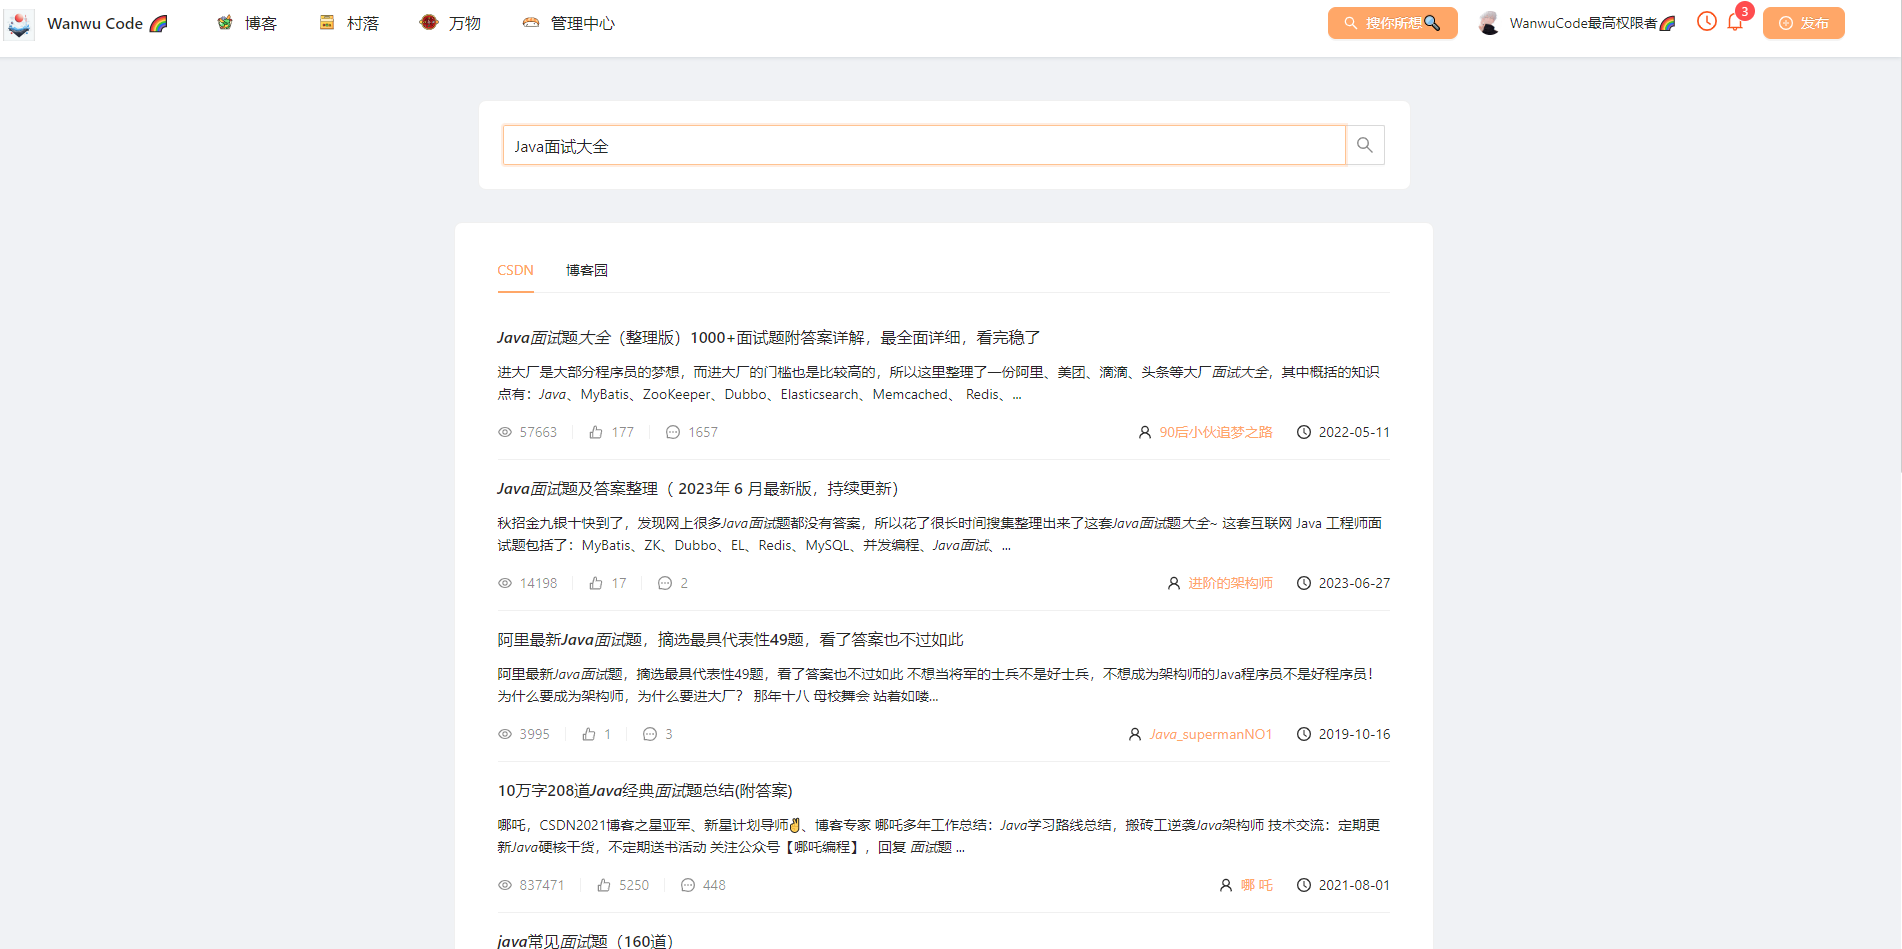 Wanwu Code 🌈 博客 村落 万物 管理中心 搜你所想🔍 WanwuCode最高权限者🌈 3 发布
Java面试大全
CSDN 博客园
Java面试题大全（整理版）1000+面试题附答案详解，最全面详细，看完稳了
进大厂是大部分程序员的梦想，而进大厂的门槛也是比较高的，所以这里整理了一份阿里、美团、滴滴、头条等大厂面试大全，其中概括的知识
点有：Java、MyBatis、ZooKeeper、Dubbo、Elasticsearch、Memcached、 Redis、...
57663 177 1657 90后小伙追梦之路 2022-05-11
Java面试题及答案整理（ 2023年 6 月最新版，持续更新）
秋招金九银十快到了，发现网上很多Java面试题都没有答案，所以花了很长时间搜集整理出来了这套Java面试题大全~ 这套互联网 Java 工程师面
试题包括了：MyBatis、ZK、Dubbo、EL、Redis、MySQL、并发编程、Java面试、...
14198 17 2 进阶的架构师 2023-06-27
阿里最新Java面试题，摘选最具代表性49题，看了答案也不过如此
阿里最新Java面试题，摘选最具代表性49题，看了答案也不过如此 不想当将军的士兵不是好士兵，不想成为架构师的Java程序员不是好程序员！
为什么要成为架构师，为什么要进大厂？ 那年十八 母校舞会 站着如喽...
3995 1 3 Java_supermanNO1 2019-10-16
10万字208道Java经典面试题总结(附答案)
哪吒，CSDN2021博客之星亚军、新星计划导师✌、博客专家 哪吒多年工作总结：Java学习路线总结，搬砖工逆袭Java架构师 技术交流：定期更
新Java硬核干货，不定期送书活动 关注公众号【哪吒编程】，回复 面试题 ...
837471 5250 448 哪 吒 2021-08-01
java常见面试题（160道）